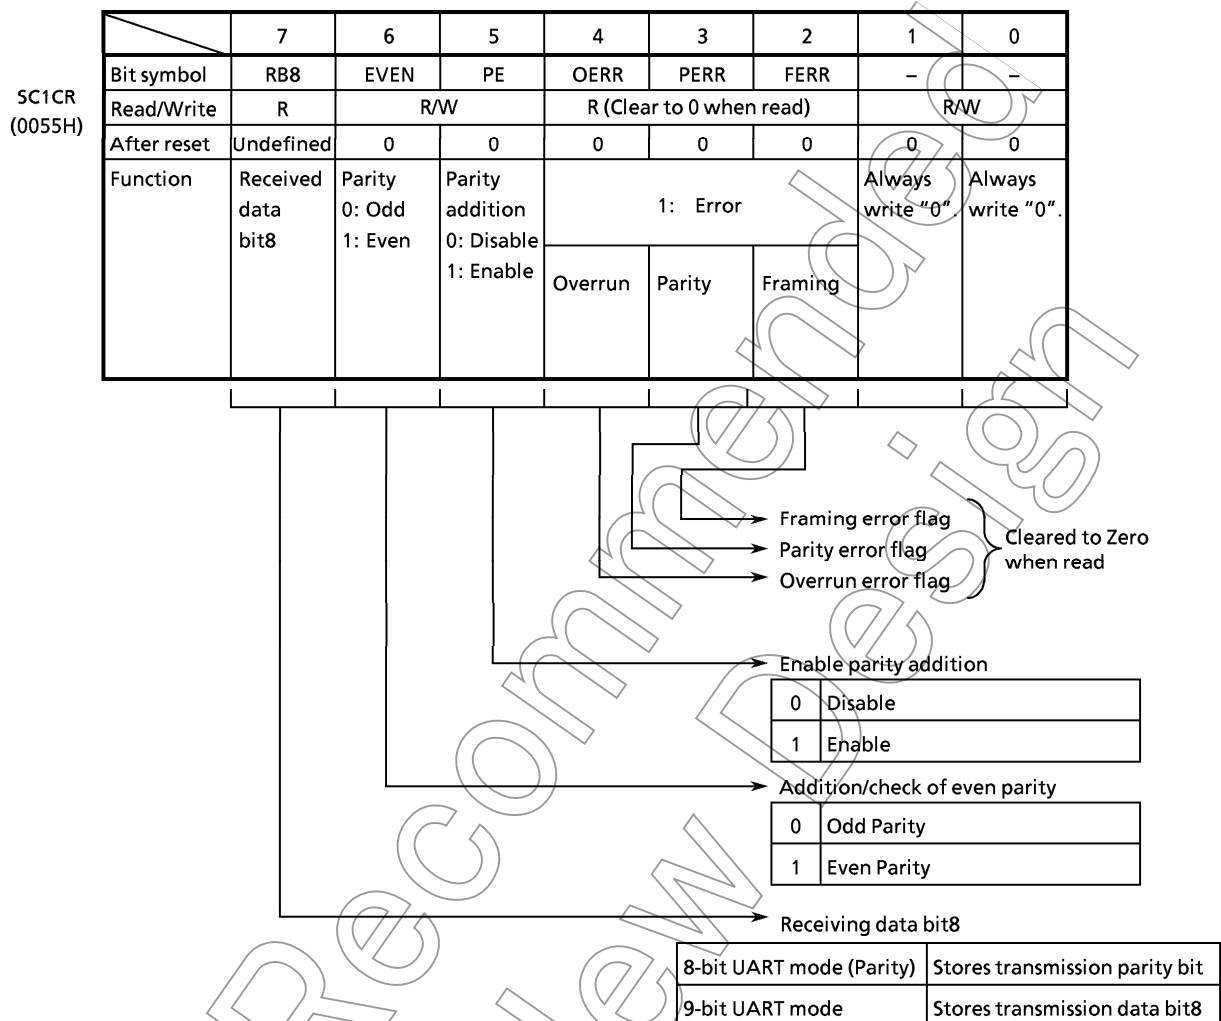 7 6 5 4 3 2 1 0
Bit symbol RB8 EVEN PE OERR PERR FERR – –
SC1CR
(0055H)
Read/Write R R/W R (Clear to 0 when read) R/W
After reset Undefined 0 0 0 0 0 0 0
Function
Received
data
bit8
Parity
0: Odd
1: Even
Parity
addition
0: Disable
1: Enable
1: Error
Overrun
Parity
Framing
Always
write “0”.
Always
write “0”.
Framing error flag
Parity error flag
Overrun error flag
Cleared to Zero
when read
Enable parity addition
0 Disable
1 Enable
Addition/check of even parity
0 Odd Parity
1 Even Parity
Receiving data bit8
8-bit UART mode (Parity) Stores transmission parity bit
9-bit UART mode Stores transmission data bit8
Recommended
Design